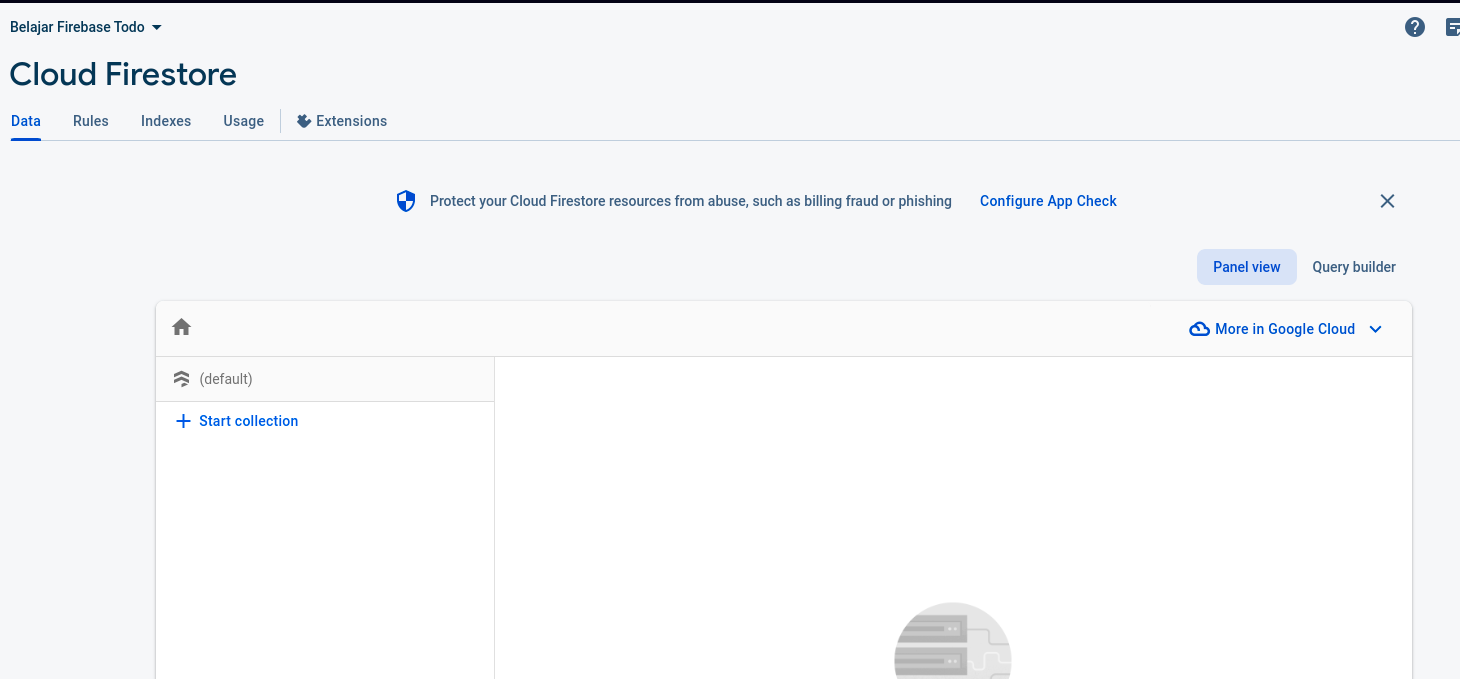 Belajar Firebase Todo
Cloud Firestore
Data Rules Indexes Usage Extensions
Protect your Cloud Firestore resources from abuse, such as billing fraud or phishing Configure App Check
Panel view Query builder
More in Google Cloud
(default)
Start collection